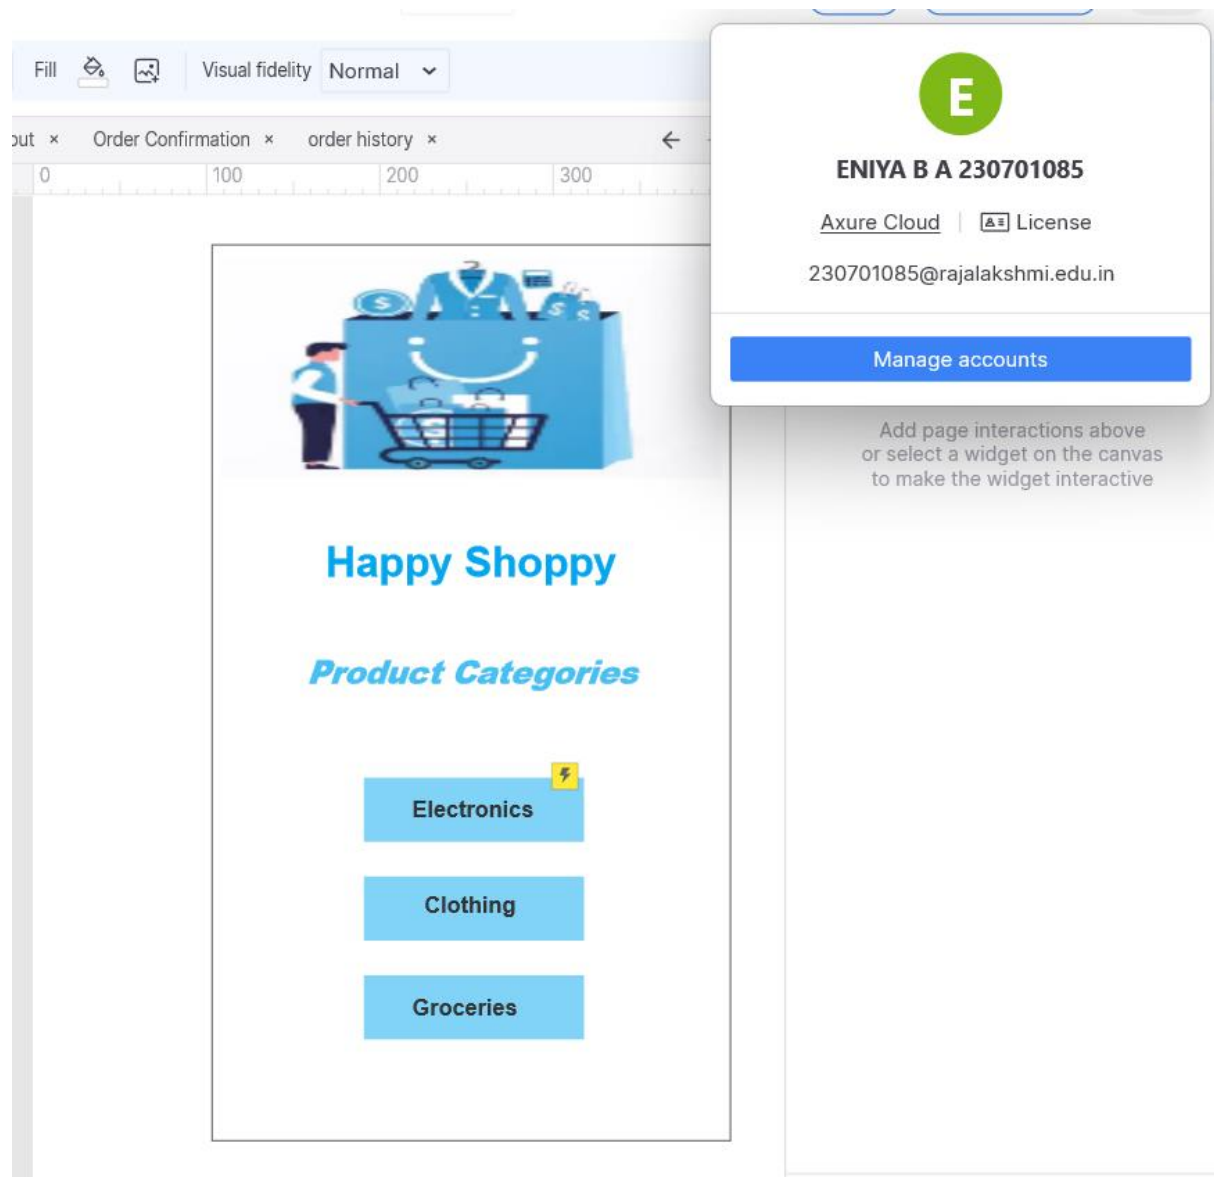 Fill
Visual fidelity
Normal
out × Order Confirmation × order history ×
0 100 200 300
E
ENIYA B A 230701085
Axure Cloud
License
230701085@rajalakshmi.edu.in
Manage accounts
Add page interactions above
or select a widget on the canvas
to make the widget interactive
Happy Shoppy
Product Categories
Electronics
Clothing
Groceries